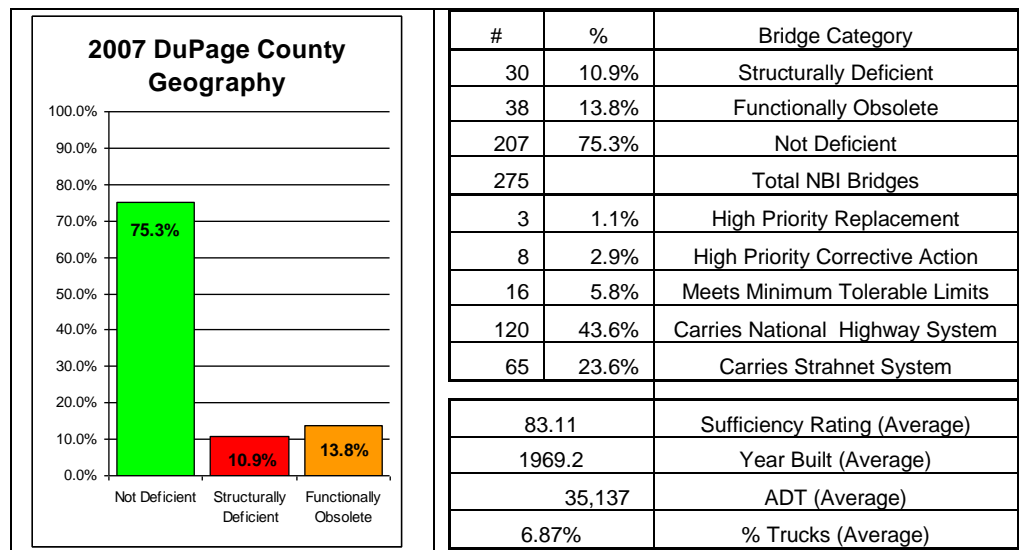 2007 DuPage County
Geography
100.0%
90.0%
80.0%
70.0%
60.0%
50.0%
40.0%
30.0%
20.0%
10.0%
0.0%
75.3%
10.9%
13.8%
Not Deficient Structurally Functionally
Deficient Obsolete
# % Bridge Category
30 10.9% Structurally Deficient
38 13.8% Functionally Obsolete
207 75.3% Not Deficient
275 Total NBI Bridges
3 1.1% High Priority Replacement
8 2.9% High Priority Corrective Action
16 5.8% Meets Minimum Tolerable Limits
120 43.6% Carries National Highway System
65 23.6% Carries Strahnet System
83.11 Sufficiency Rating (Average)
1969.2 Year Built (Average)
35,137 ADT (Average)
6.87% % Trucks (Average)